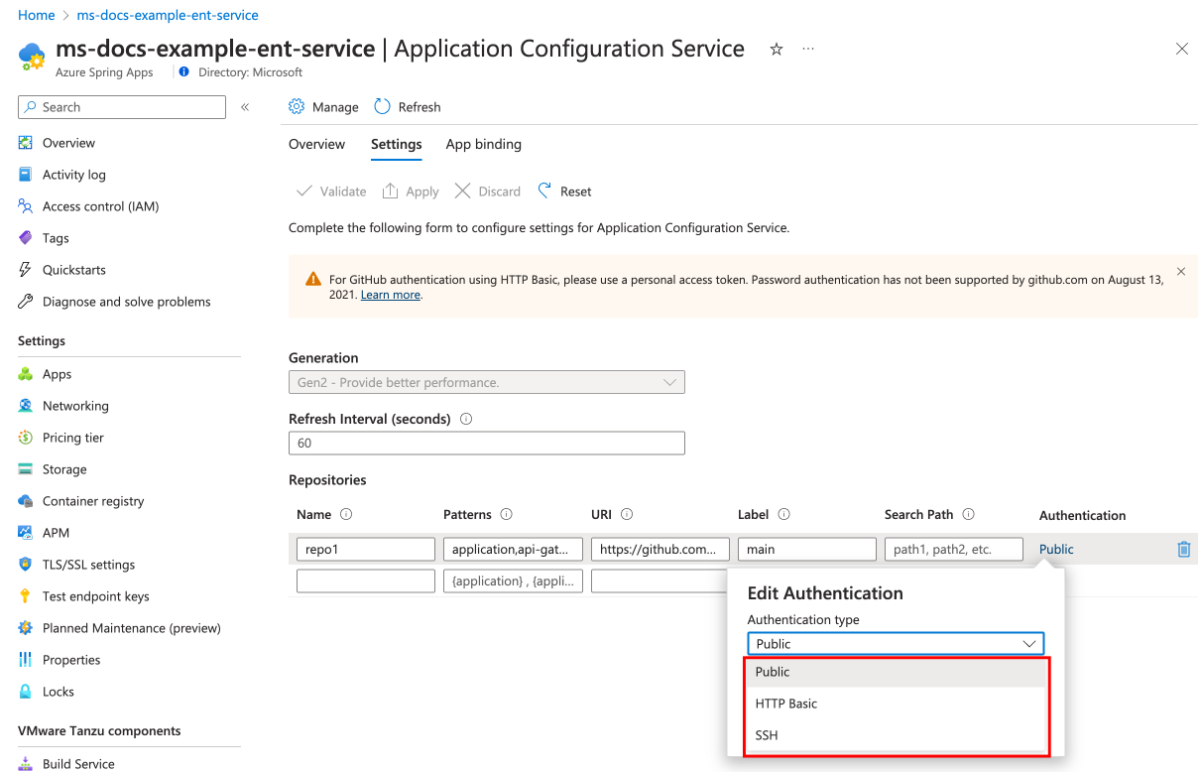 Home > ms-docs-example-ent-service
ms-docs-example-ent-service | Application Configuration Service ☆ ...
Azure Spring Apps Directory: Microsoft
Search «
Overview
Activity log
Access control (IAM)
Tags
Quickstarts
Diagnose and solve problems
Settings
Apps
Networking
Pricing tier
Storage
Container registry
APM
TLS/SSL settings
Test endpoint keys
Planned Maintenance (preview)
Properties
Locks
VMware Tanzu components
Build Service
Manage Refresh
Overview Settings App binding
Validate Apply Discard Reset
Complete the following form to configure settings for Application Configuration Service.
For GitHub authentication using HTTP Basic, please use a personal access token. Password authentication has not been supported by github.com on August 13,
2021. Learn more.
Generation
Gen2 - Provide better performance.
Refresh Interval (seconds)
60
Repositories
Name Patterns URI Label Search Path Authentication
repo1 application,api-gat... https://github.com... main path1, path2, etc. Public
{application} , {appli...
Edit Authentication
Authentication type
Public
Public
HTTP Basic
SSH